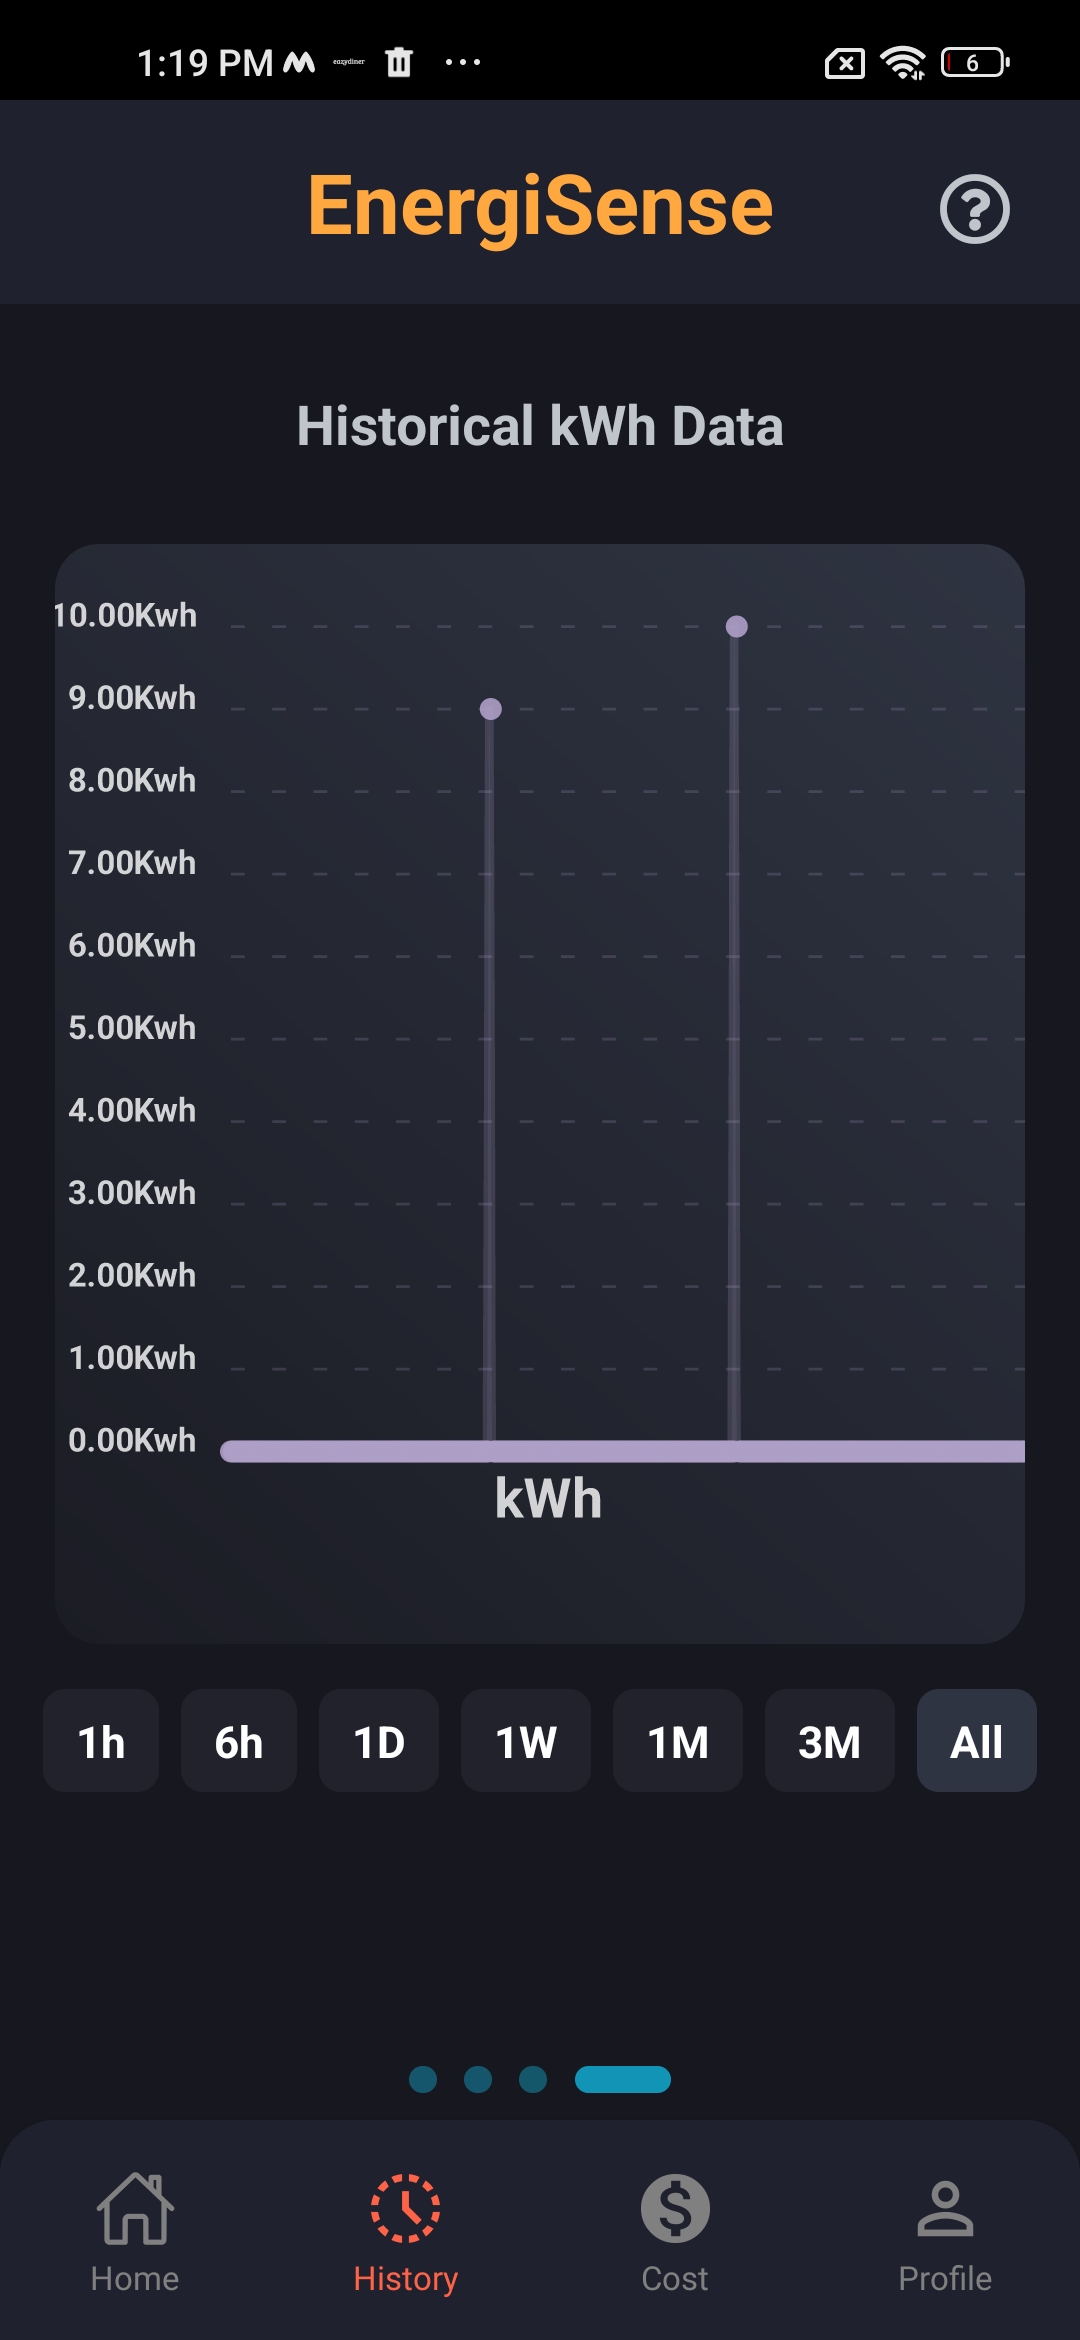 1:19 PM eazydiner 6
EnergiSense
Historical kWh Data
10.00Kwh
9.00Kwh
8.00Kwh
7.00Kwh
6.00Kwh
5.00Kwh
4.00Kwh
3.00Kwh
2.00Kwh
1.00Kwh
0.00Kwh
kWh
1h 6h 1D 1W 1M 3M All
Home History Cost Profile